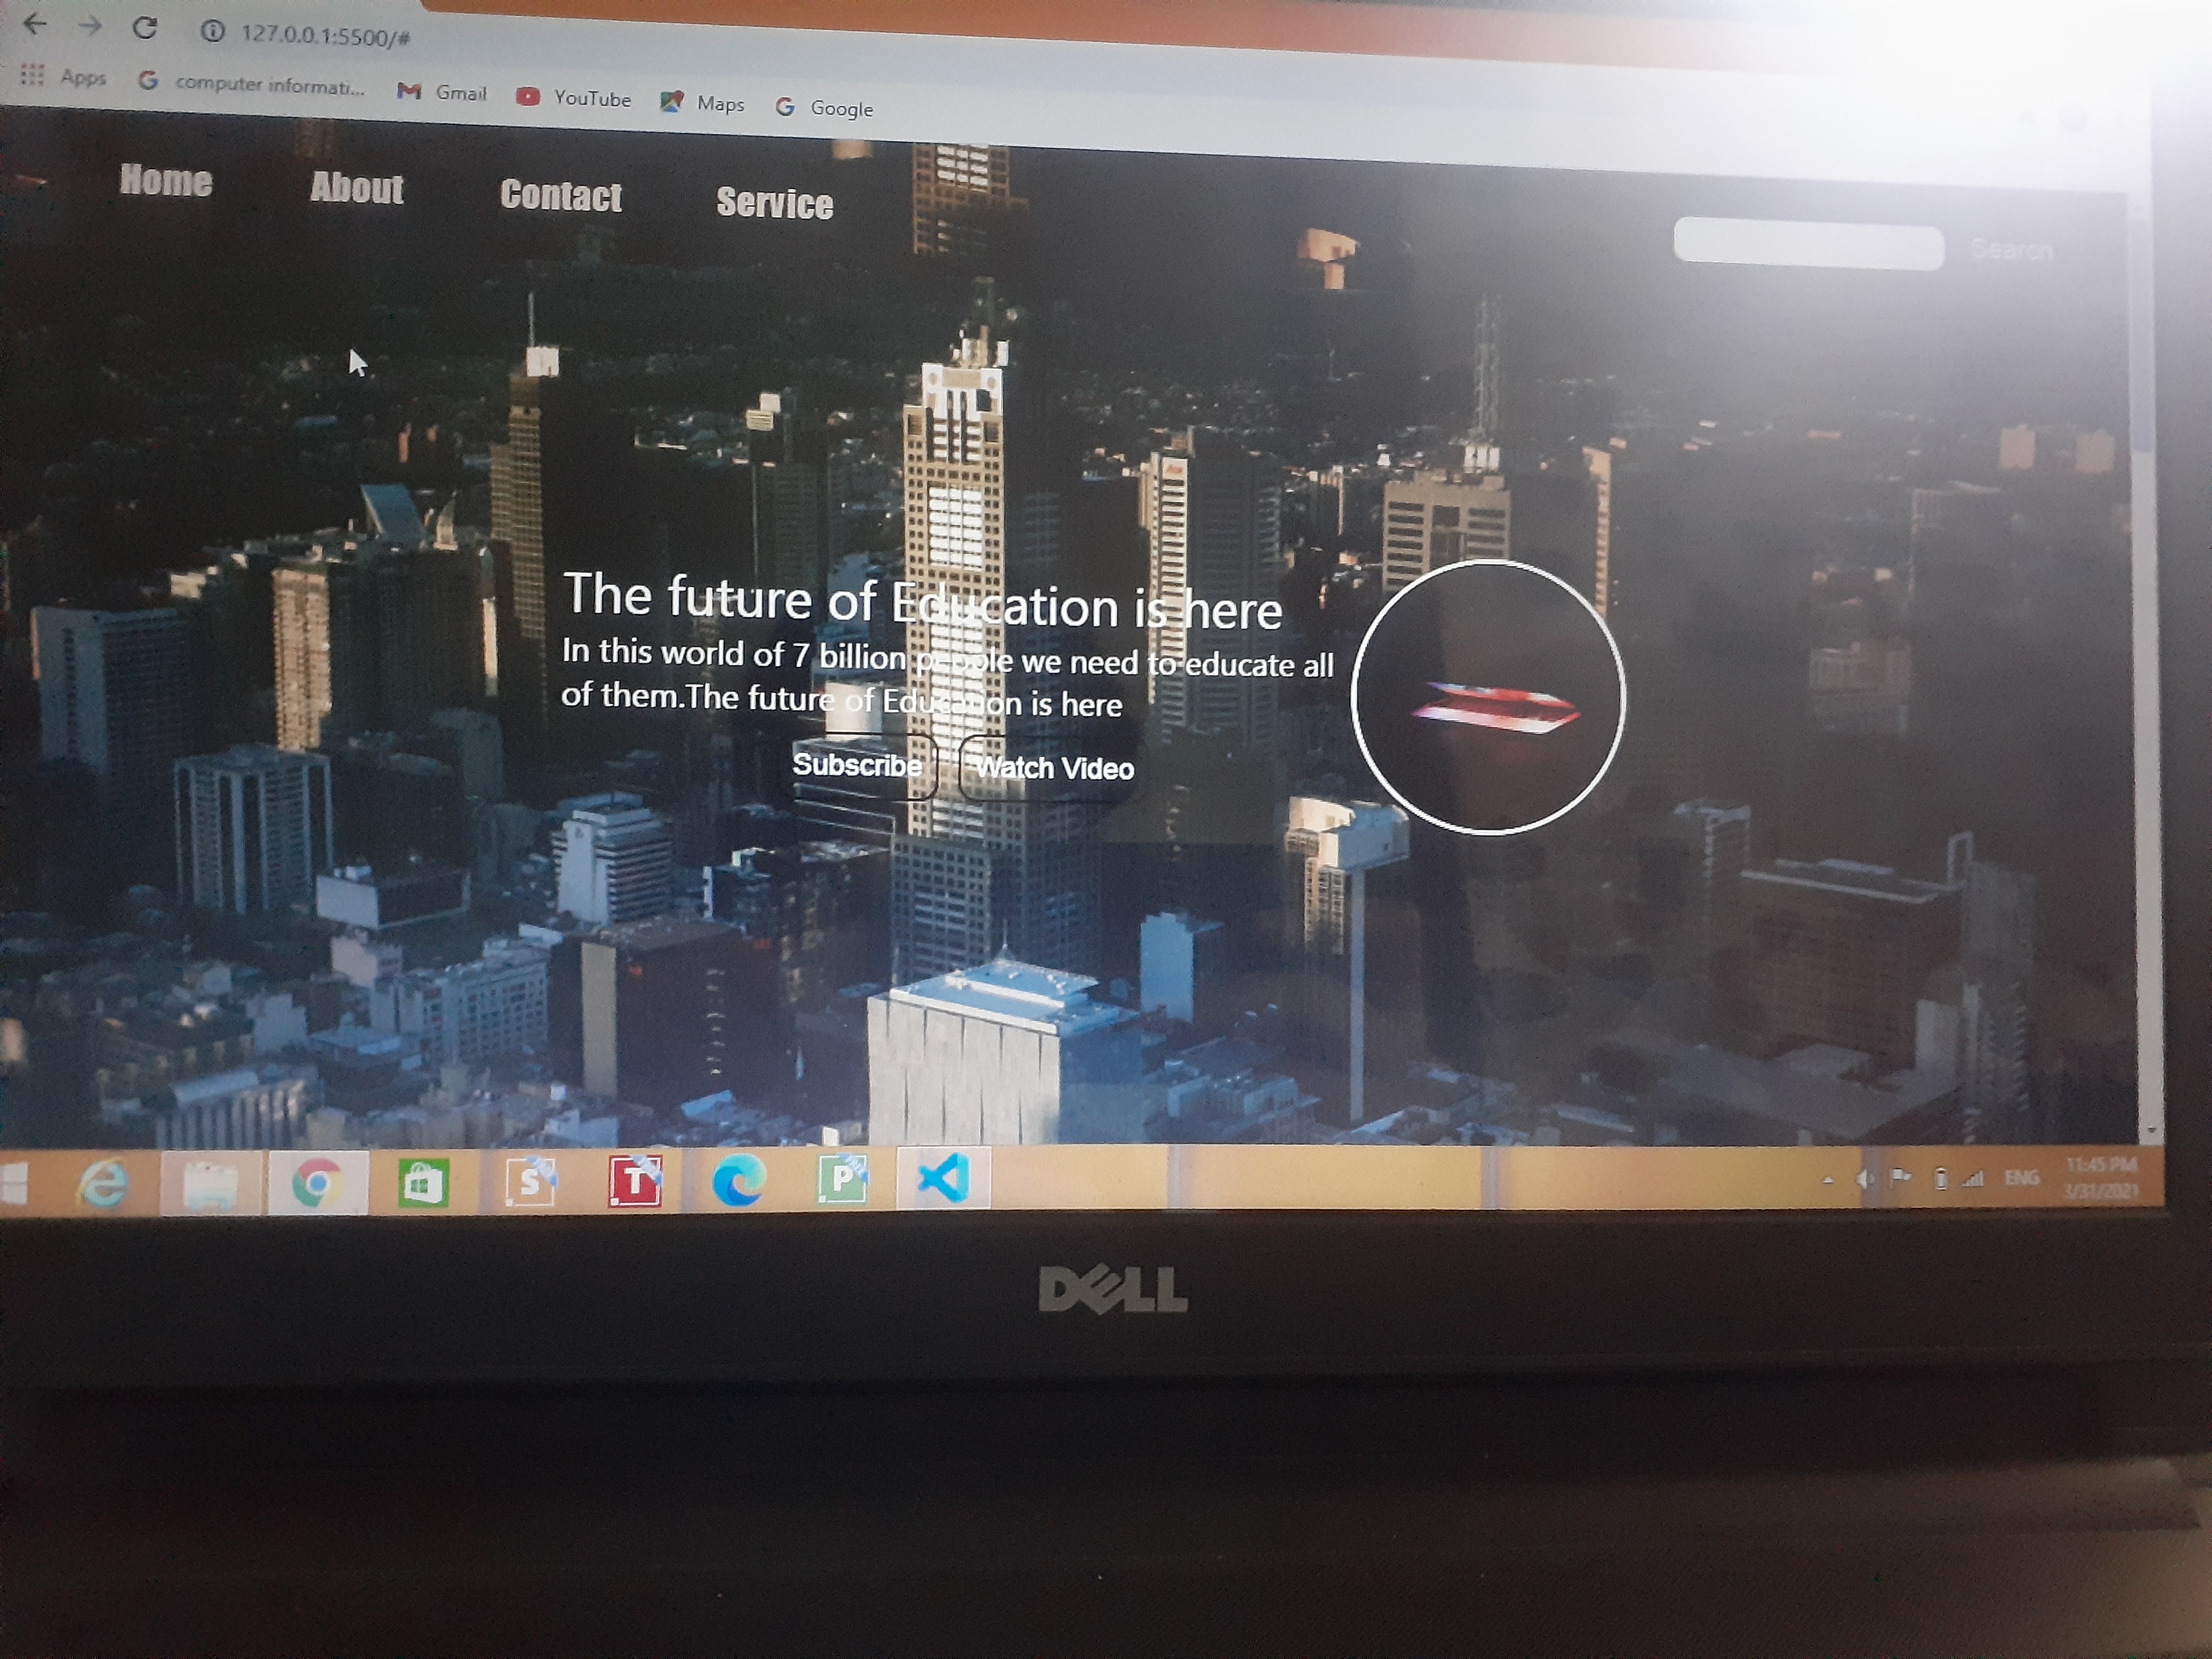 127.0.0.1:5500/#
Apps computer informati... Gmail YouTube Maps Google
Home About Contact Service
Search
The future of Education is here
In this world of 7 billion people we need to educate all
of them.The future of Education is here
Subscribe Watch Video
S T P ENG 11:45 PM
3/31/2021
DELL